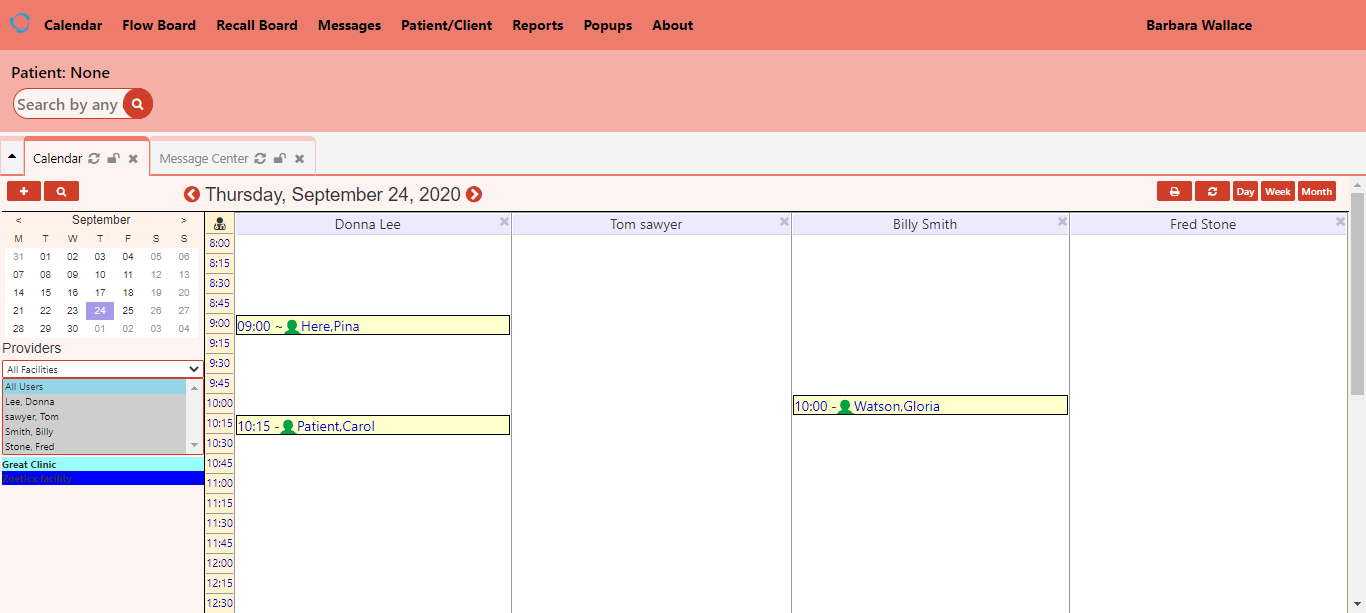 Calendar Flow Board Recall Board Messages Patient/Client Reports Popups About Barbara Wallace
Patient: None
Search by any
Calendar Message Center
Thursday, September 24, 2020 Day Week Month
< September >
M T W T F S S
31 01 02 03 04 05 06
07 08 09 10 11 12 13
14 15 16 17 18 19 20
21 22 23 24 25 26 27
28 29 30 01 02 03 04
Providers
All Facilities
All Users
Lee, Donna
sawyer, Tom
Smith, Billy
Stone, Fred
Great Clinic
Zoeticx facility
Donna Lee Tom sawyer Billy Smith Fred Stone
8:00
8:15
8:30
8:45
9:00 09:00 ~ Here,Pina
9:15
9:30
9:45
10:00 10:00 - Watson,Gloria
10:15 10:15 - Patient,Carol
10:30
10:45
11:00
11:15
11:30
11:45
12:00
12:15
12:30